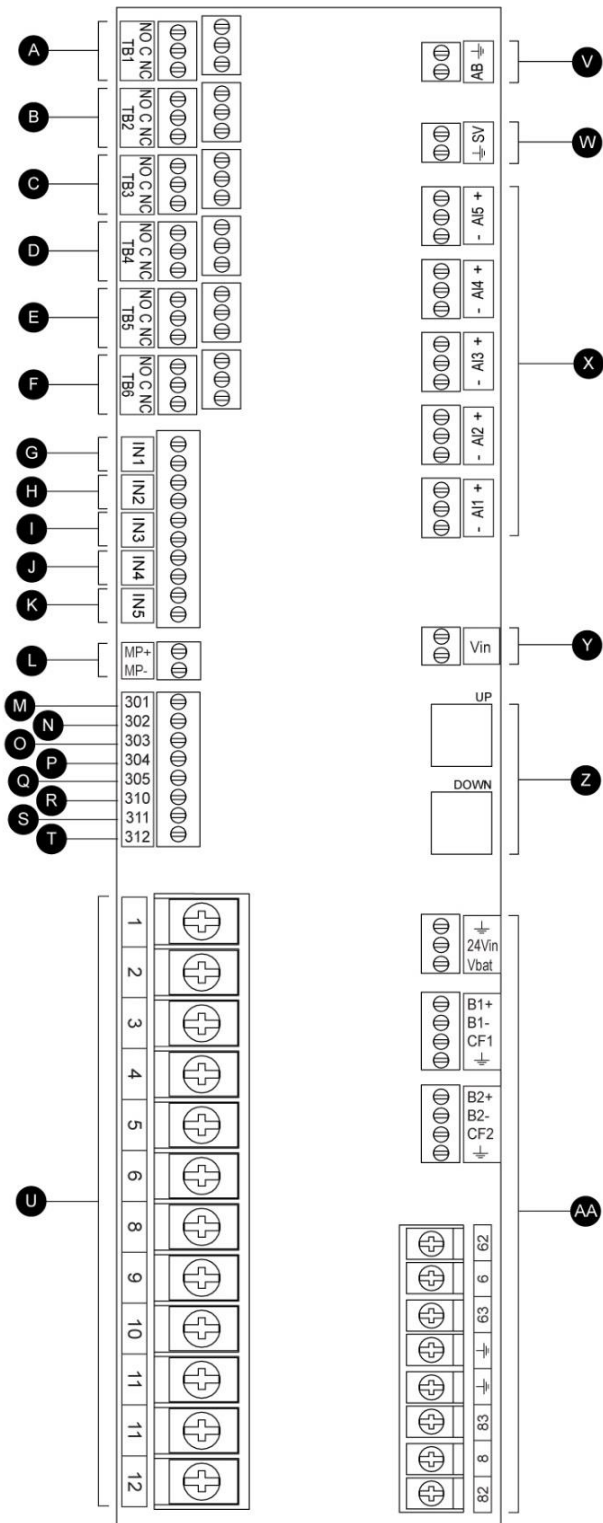 A
NO C NC
TB1
B
NO C NC
TB2
C
NO C NC
TB3
D
NO C NC
TB4
E
NO C NC
TB5
F
NO C NC
TB6
G
IN1
H
IN2
I
IN3
J
IN4
K
IN5
L
MP+
MP-
M
301
N
302
O
303
P
304
Q
305
R
310
S
311
T
312
U
1
2
3
4
5
6
8
9
10
11
11
12
AB
V
SV
W
- AI5 +
- AI4 +
- AI3 +
- AI2 +
- AI1 +
X
Vin
Y
UP
DOWN
Z
24Vin
Vbat
B1+
B1-
CF1
B2+
B2-
CF2
62
6
63
83
8
82
AA